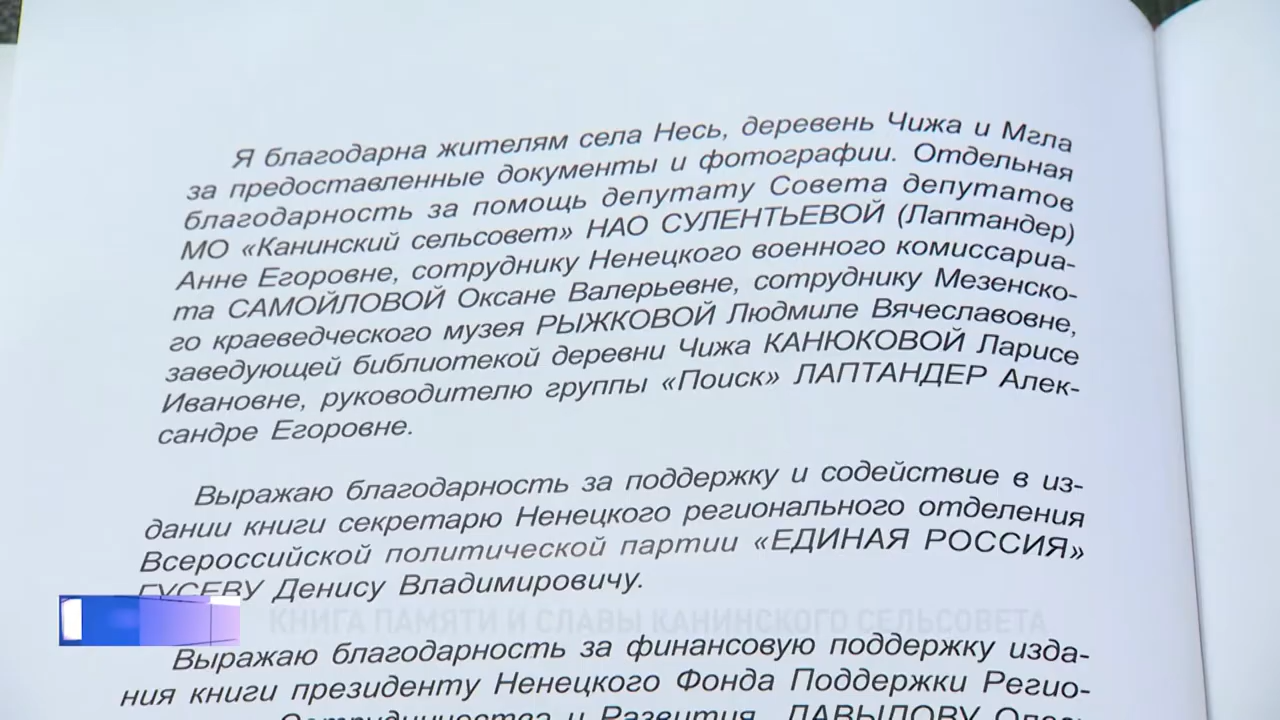 Я благодарна жителям села Несь, деревень Чижа и Мгла
за предоставленные документы и фотографии. Отдельная
благодарность за помощь депутату Совета депутатов
МО «Канинский сельсовет» НАО СУЛЕНТЬЕВОЙ (Лаптандер)
Анне Егоровне, сотруднику Ненецкого военного комиссариа-
та САМОЙЛОВОЙ Оксане Валерьевне, сотруднику Мезенско-
го краеведческого музея РЫЖКОВОЙ Людмиле Вячеславовне,
заведующей библиотекой деревни Чижа КАНЮКОВОЙ Ларисе
Ивановне, руководителю группы «Поиск» ЛАПТАНДЕР Алек-
сандре Егоровне.
Выражаю благодарность за поддержку и содействие в из-
дании книги секретарю Ненецкого регионального отделения
Всероссийской политической партии «ЕДИНАЯ РОССИЯ»
ГУСЕВУ Денису Владимировичу.
КНИГА ПАМЯТИ И СЛАВЫ КАНИНСКОГО СЕЛЬСОВЕТА
Выражаю благодарность за финансовую поддержку изда-
ния книги президенту Ненецкого Фонда Поддержки Регио-
Сотрудничества и Развития ДАВЫДОВУ